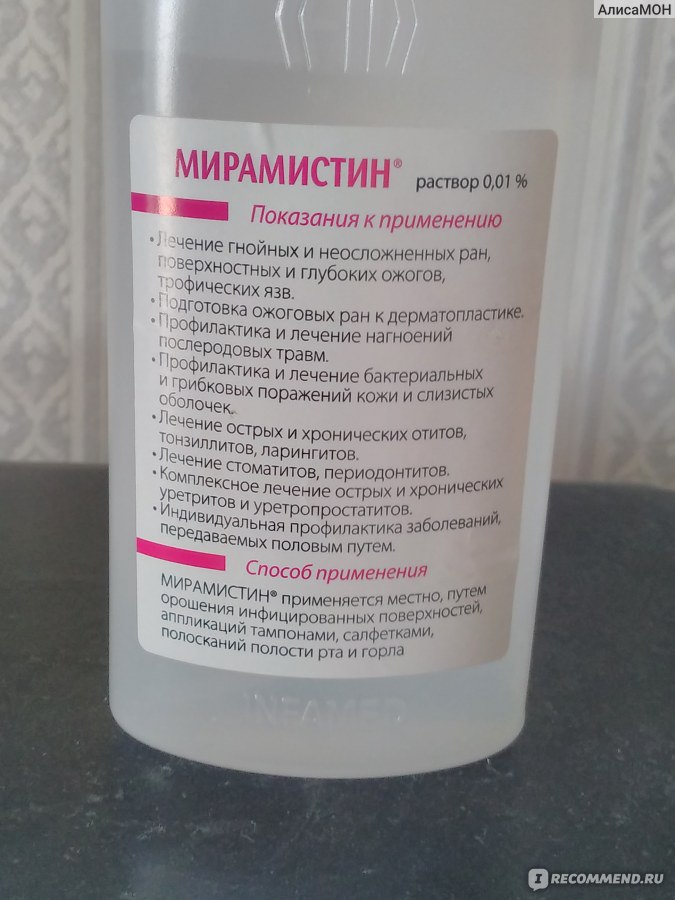 АлисаМОН
МИРАМИСТИН® раствор 0,01 %
Показания к применению
• Лечение гнойных и неосложненных ран,
поверхностных и глубоких ожогов,
трофических язв.
• Подготовка ожоговых ран к дерматопластике.
• Профилактика и лечение нагноений
послеродовых травм.
• Профилактика и лечение бактериальных
и грибковых поражений кожи и слизистых
оболочек.
• Лечение острых и хронических отитов,
тонзиллитов, ларингитов.
• Лечение стоматитов, периодонтитов.
• Комплексное лечение острых и хронических
уретритов и уретропростатитов.
• Индивидуальная профилактика заболеваний,
передаваемых половым путем.
Способ применения
МИРАМИСТИН® применяется местно, путем
орошения инфицированных поверхностей,
аппликаций тампонами, салфетками,
полосканий полости рта и горла
INFAMED
IRECOMMEND.RU